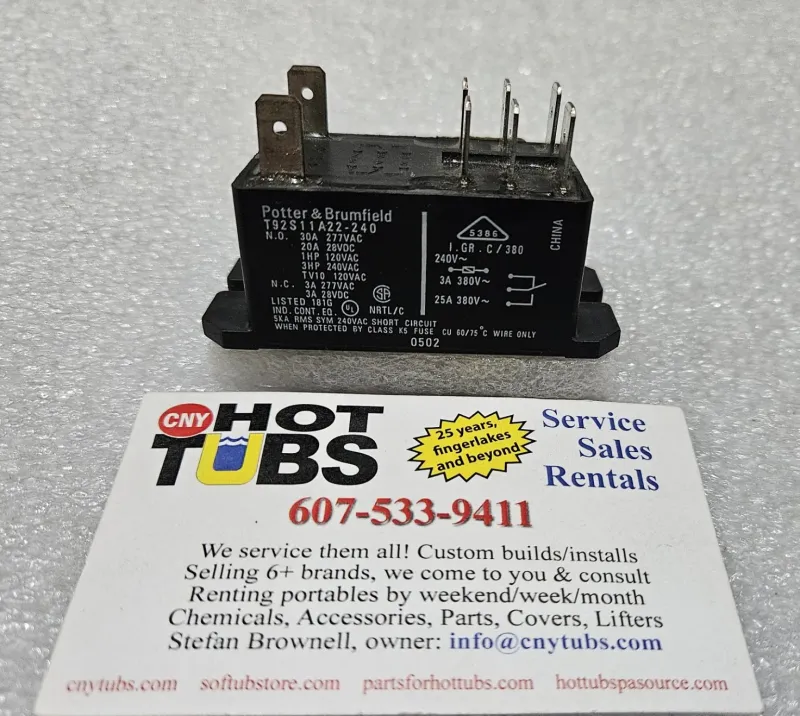 Potter & Brumfield
T92S11A22-240
N.O. 30A 277VAC
20A 28VDC
1HP 120VAC
3HP 240VAC
TV10 120VAC
N.C. 3A 277VAC
3A 28VDC
LISTED 181G
IND. CONT. EQ. UL
SA NRTL/C
5KA RMS SYM 240VAC SHORT CIRCUIT
WHEN PROTECTED BY CLASS K5 FUSE CU 60/75°C WIRE ONLY
0502
5386
I.GR.C/380
240V~
3A 380V~
25A 380V~
CHINA
CNY HOT
TUBS
25 years,
fingerlakes
and beyond
Service
Sales
Rentals
607-533-9411
We service them all! Custom builds/installs
Selling 6+ brands, we come to you & consult
Renting portables by weekend/week/month
Chemicals, Accessories, Parts, Covers, Lifters
Stefan Brownell, owner: info@cnytubs.com
cnytubs.com softubstore.com partsforhottubs.com hottubspasource.com